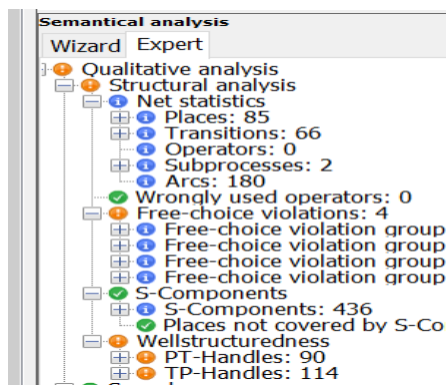 Semantical analysis
Wizard Expert
Qualitative analysis
Structural analysis
Net statistics
Places: 85
Transitions: 66
Operators: 0
Subprocesses: 2
Arcs: 180
Wrongly used operators: 0
Free-choice violations: 4
Free-choice violation group
Free-choice violation group
Free-choice violation group
Free-choice violation group
S-Components
S-Components: 436
Places not covered by S-Co
Wellstructuredness
PT-Handles: 90
TP-Handles: 114